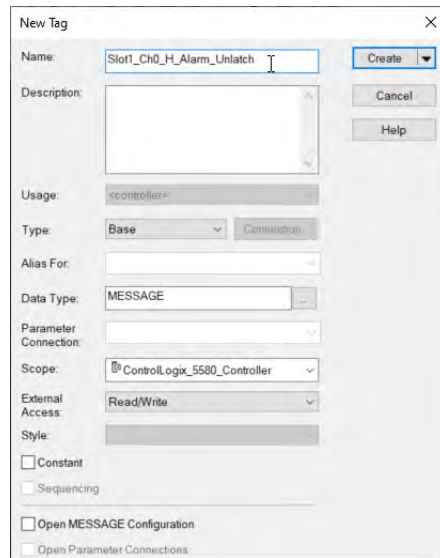 New Tag
Name: Slot1_Ch0_H_Alarm_Unlatch Create
Description: Cancel
Help
Usage: <controller>
Type: Base Connection
Alias For:
Data Type: MESSAGE ...
Parameter
Connection:
Scope: ControlLogix_5580_Controller
External
Access: Read/Write
Style:
Constant
Sequencing
Open MESSAGE Configuration
Open Parameter Connections